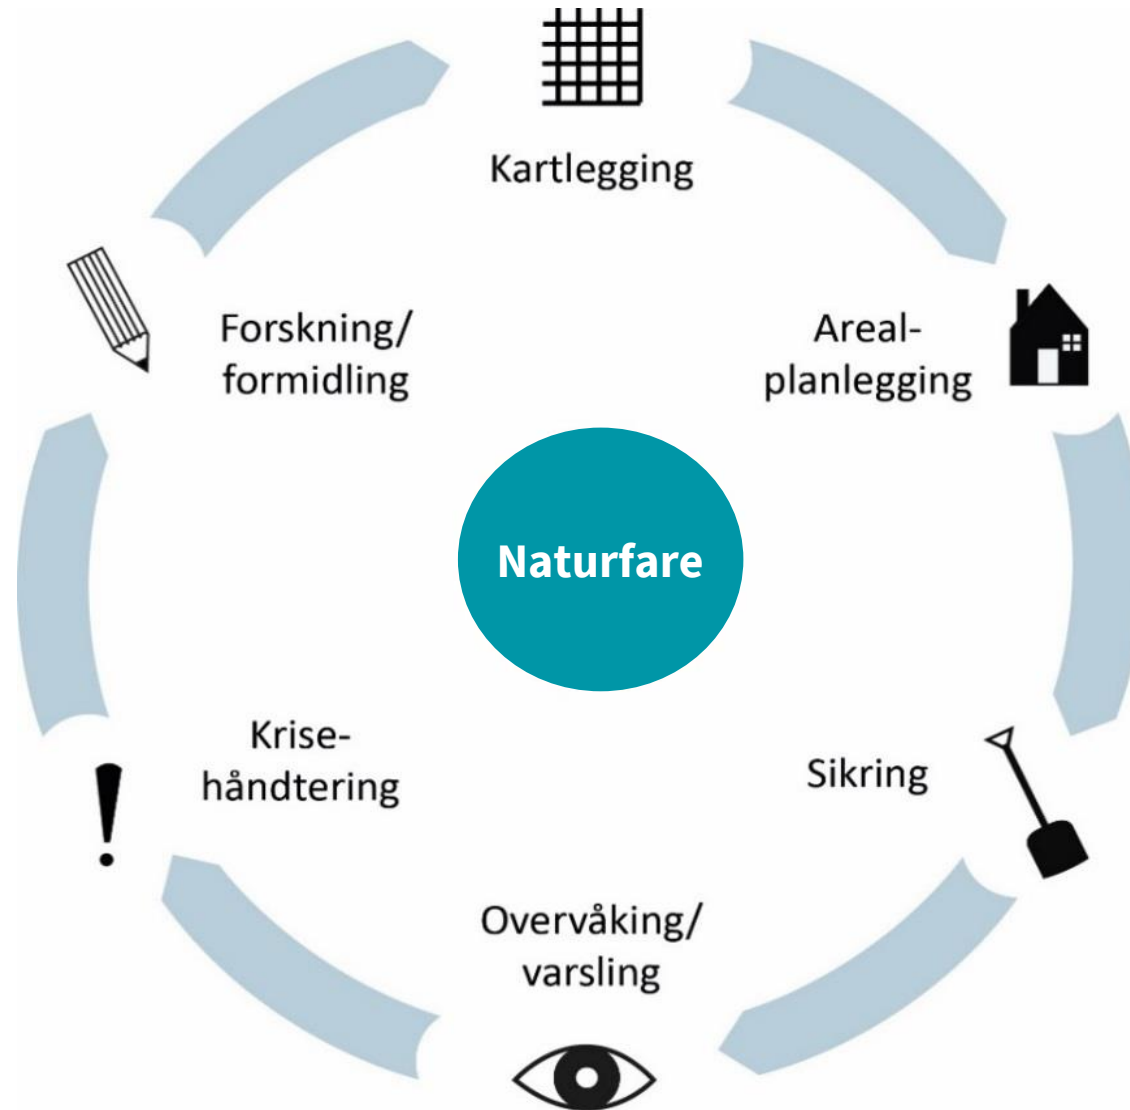 Kartlegging
Areal-
planlegging
Sikring
Overvåking/
varsling
Krise-
håndtering
Forskning/
formidling
Naturfare